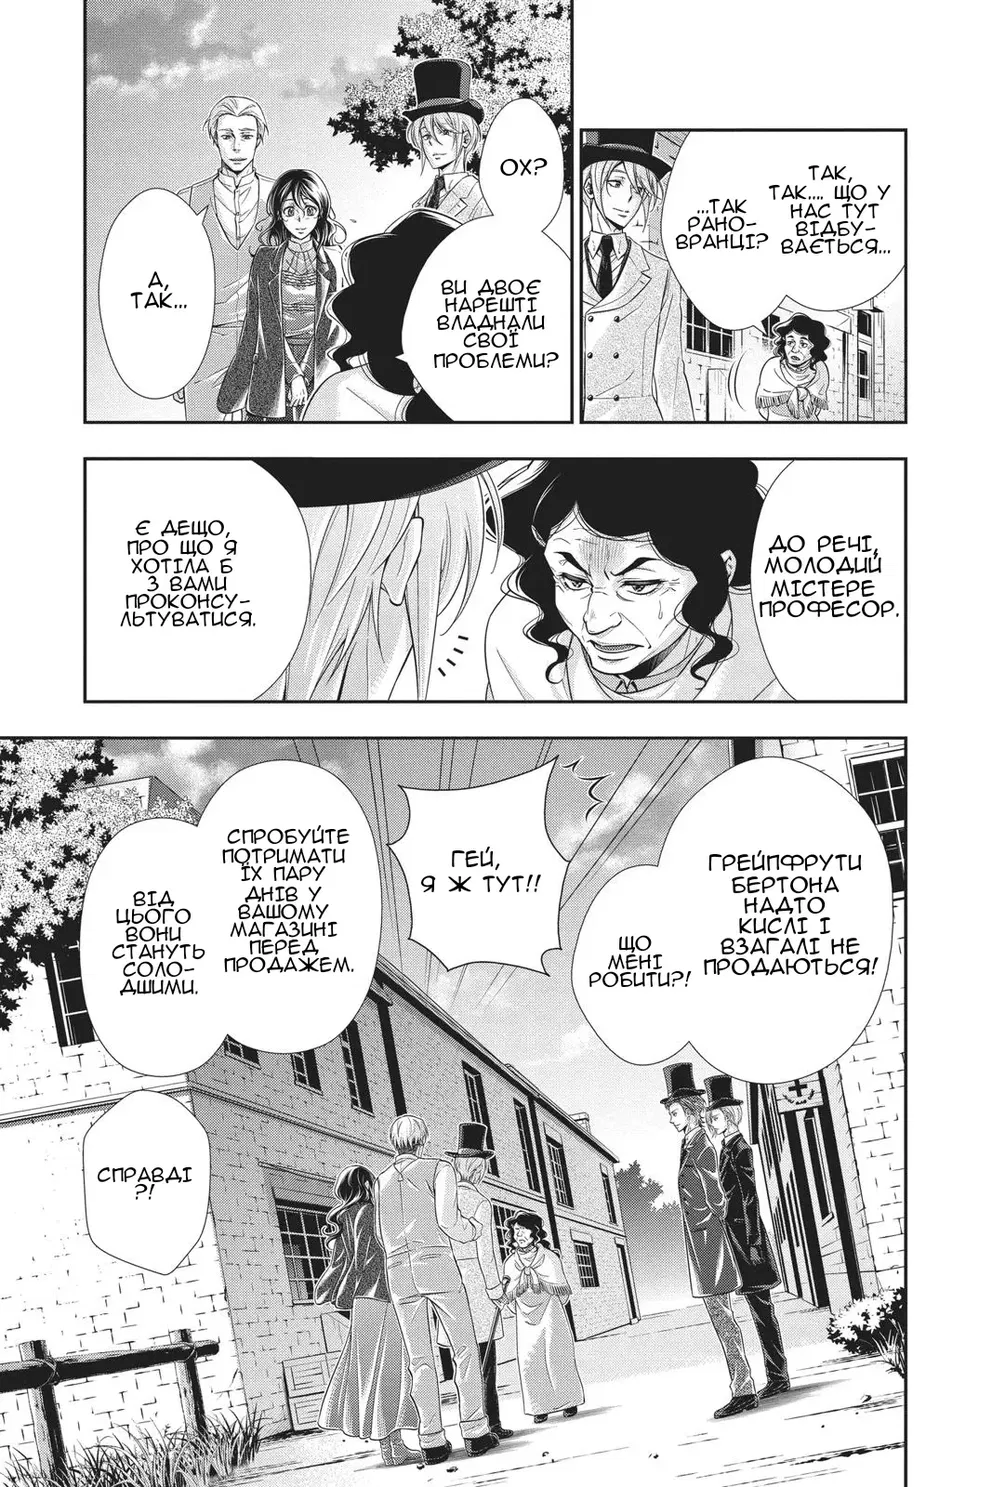 ТАК,
ТАК.... ЩО У
НАС ТУТ
ВІДБУ-
ВАЄТЬСЯ...
...ТАК
РАНО-
ВРАНЦІ?
ОХ?
ВИ ДВОЄ
НАРЕШТІ
ВЛАДНАЛИ
СВОЇ
ПРОБЛЕМИ?
А,
ТАК...
ДО РЕЧІ,
МОЛОДИЙ
МІСТЕРЕ
ПРОФЕСОР.
Є ДЕЩО,
ПРО ЩО Я
ХОТІЛА Б
З ВАМИ
ПРОКОНСУ-
ЛЬТУВАТИСЯ.
ГРЕЙПФРУТИ
БЕРТОНА
НАДТО
КИСЛІ І
ВЗАГАЛІ НЕ
ПРОДАЮТЬСЯ!
ЩО
МЕНІ
РОБИТИ?!
ГЕЙ,
Я Ж ТУТ!!
СПРОБУЙТЕ
ПОТРИМАТИ
ЇХ ПАРУ
ДНІВ У
ВАШОМУ
МАГАЗИНІ
ПЕРЕД
ПРОДАЖЕМ.
ВІД
ЦЬОГО
ВОНИ
СТАНУТЬ
СОЛО-
ДШИМИ.
СПРАВДІ
?!